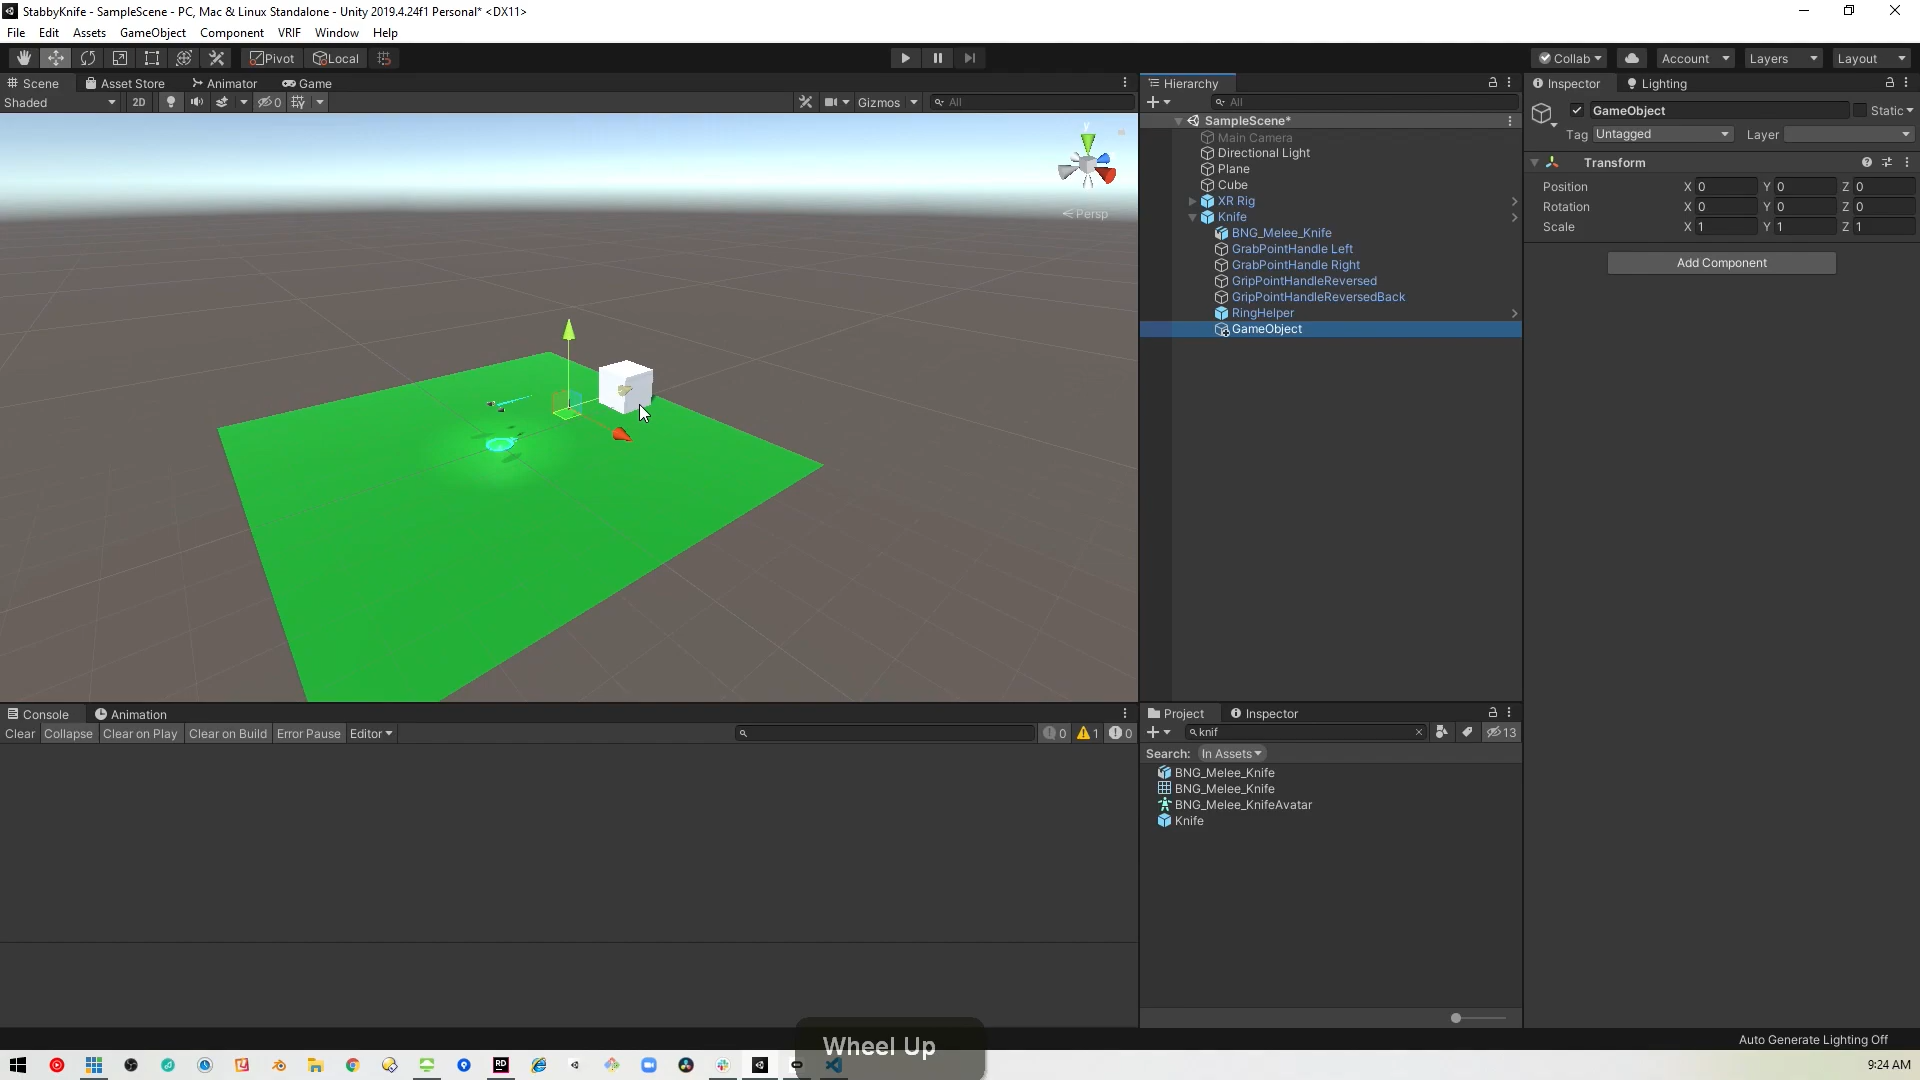 StabbyKnife - SampleScene - PC, Mac & Linux Standalone - Unity 2019.4.24f1 Personal* <DX11>
File Edit Assets GameObject Component VRIF Window Help
Pivot Local Collab Account Layers Layout
Scene Asset Store Animator Game
Shaded 2D 0 Gizmos All
y
Persp
Hierarchy
All
SampleScene*
Main Camera
Directional Light
Plane
Cube
XR Rig
Knife
BNG_Melee_Knife
GrabPointHandle Left
GrabPointHandle Right
GripPointHandleReversed
GripPointHandleReversedBack
RingHelper
GameObject
Inspector Lighting
GameObject Static
Tag Untagged Layer
Transform
Position X 0 Y 0 Z 0
Rotation X 0 Y 0 Z 0
Scale X 1 Y 1 Z 1
Add Component
Console Animation
Clear Collapse Clear on Play Clear on Build Error Pause Editor 0 1 0
Project Inspector
knif 13
Search: In Assets
BNG_Melee_Knife
BNG_Melee_Knife
BNG_Melee_KnifeAvatar
Knife
Auto Generate Lighting Off
Wheel Up
9:24 AM